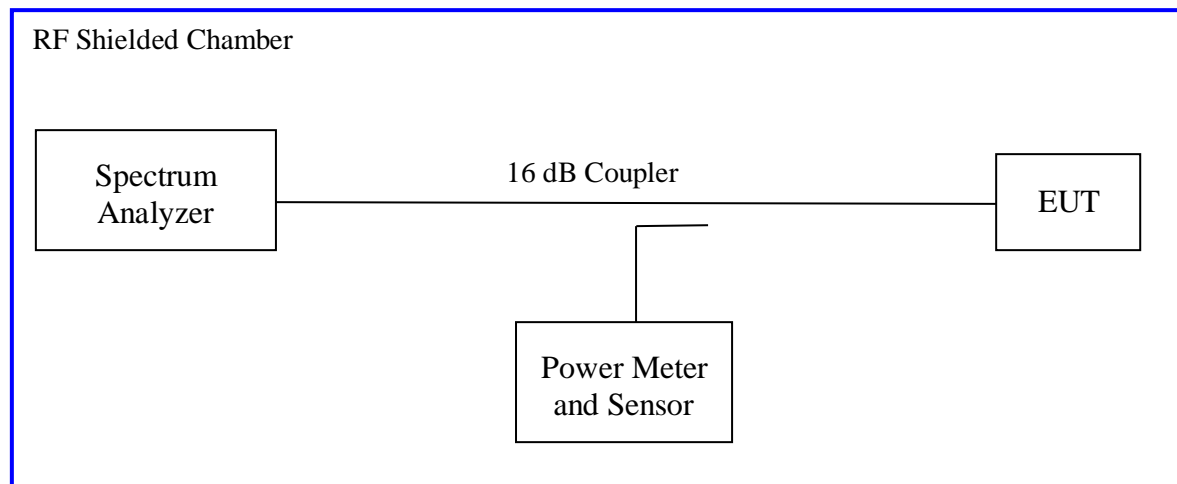 RF Shielded Chamber
Spectrum
Analyzer
16 dB Coupler
EUT
Power Meter
and Sensor